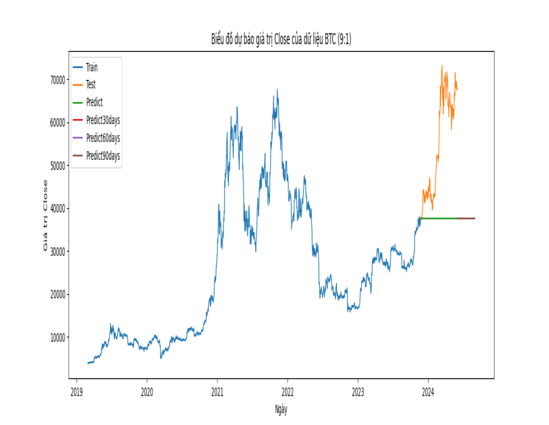 Biểu đồ dự báo giá trị Close của dữ liệu BTC (9:1)
Train
Test
Predict
Predict30days
Predict60days
Predict90days
70000
60000
50000
40000
30000
20000
10000
Giá trị Close
2019 2020 2021 2022 2023 2024
Ngày